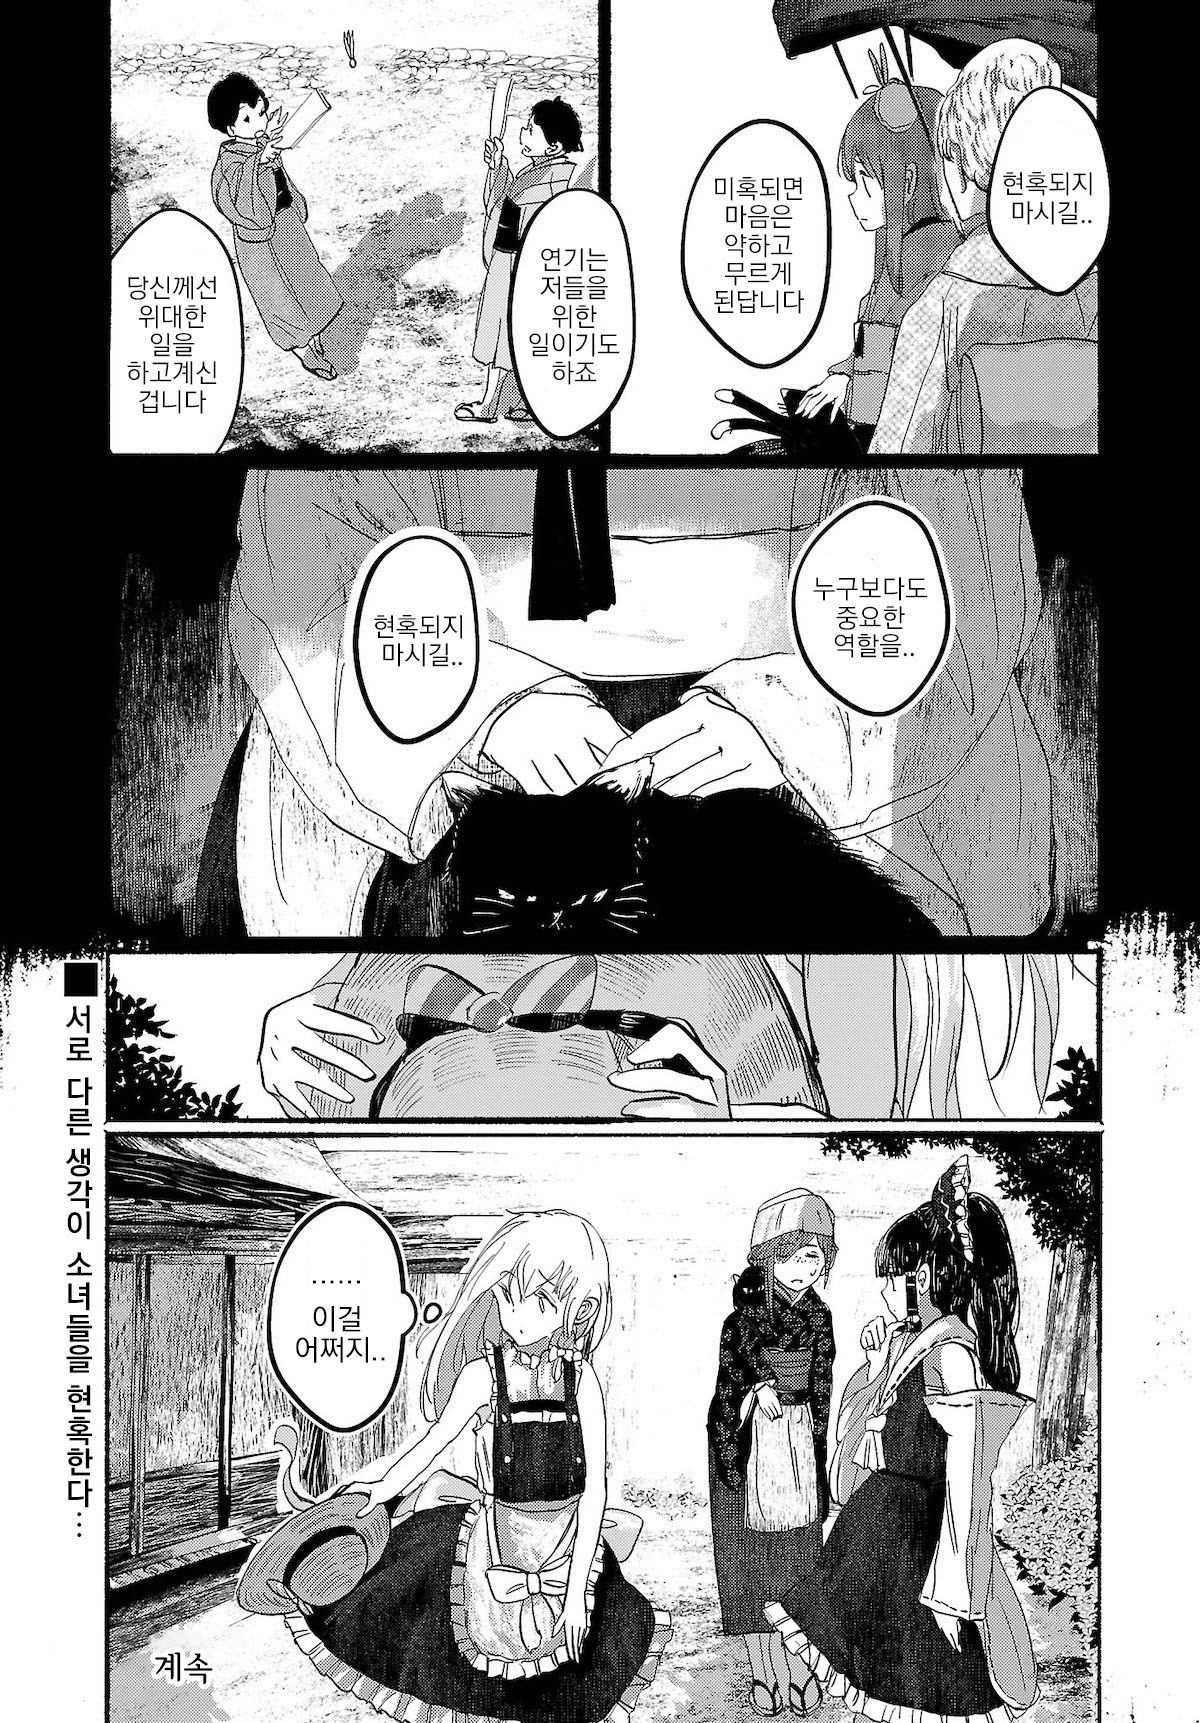 현혹되지
마시길..
미혹되면
마음은
약하고
무르게
된답니다
연기는
저들을
위한
일이기도
하죠
당신께선
위대한
일을
하고계신
겁니다
누구보다도
중요한
역할을..
현혹되지
마시길..
......
이걸
어쩌지..
■서로 다른 생각이 소녀들을 현혹한다…
계속